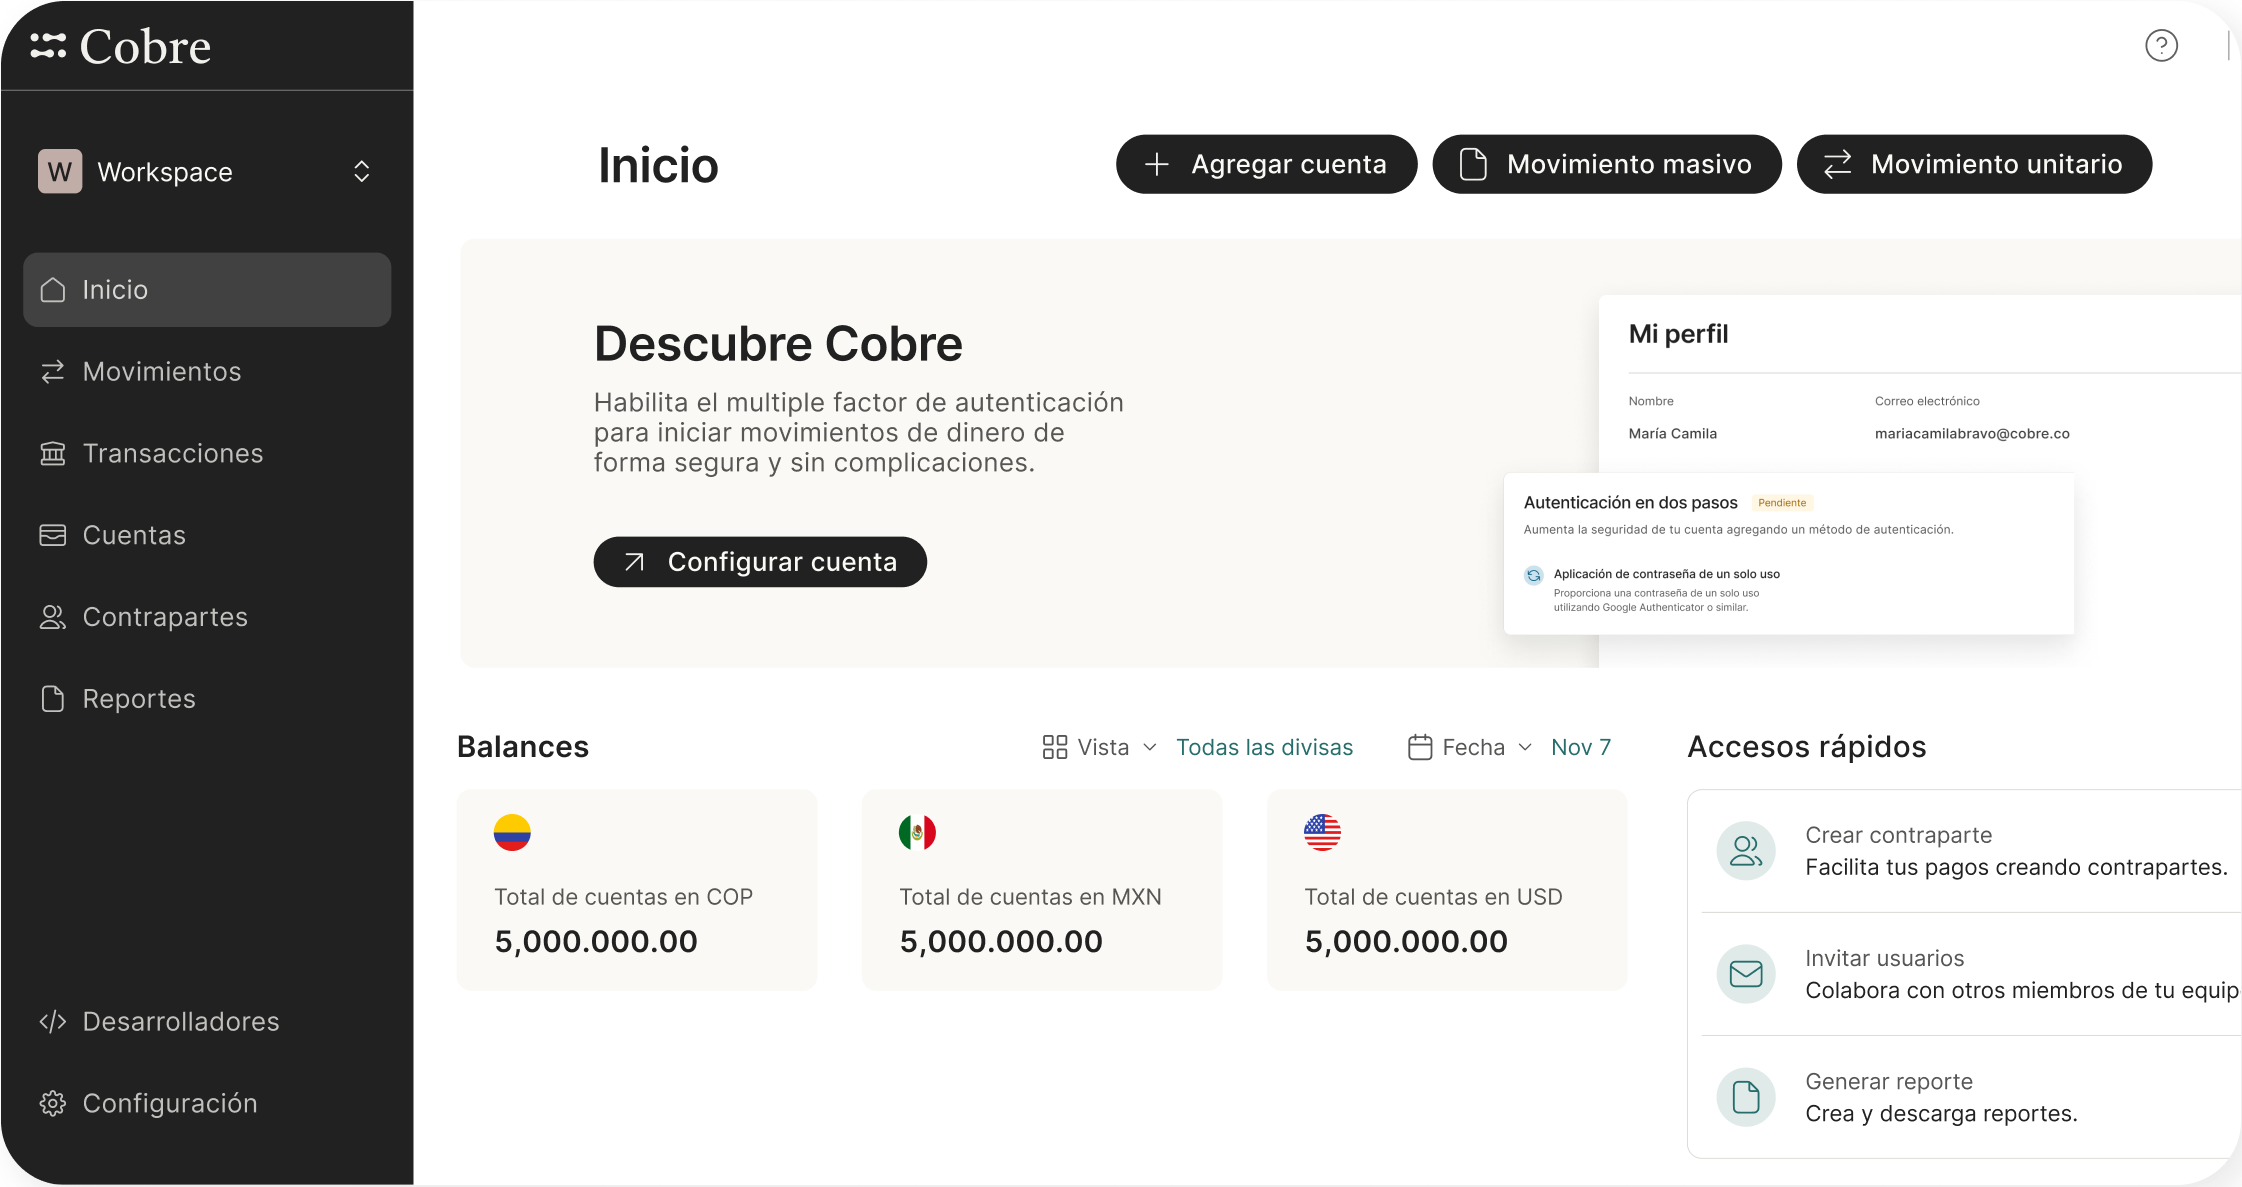 Cobre
W Workspace
Inicio
Movimientos
Transacciones
Cuentas
Contrapartes
Reportes
Desarrolladores
Configuración
?
Inicio
Agregar cuenta
Movimiento masivo
Movimiento unitario
Descubre Cobre
Habilita el multiple factor de autenticación
para iniciar movimientos de dinero de
forma segura y sin complicaciones.
Configurar cuenta
Mi perfil
Nombre Correo electrónico
María Camila mariacamilabravo@cobre.co
Autenticación en dos pasos Pendiente
Aumenta la seguridad de tu cuenta agregando un método de autenticación.
Aplicación de contraseña de un solo uso
Proporciona una contraseña de un solo uso
utilizando Google Authenticator o similar.
Balances
Vista Todas las divisas Fecha Nov 7
Total de cuentas en COP
5,000.000.00
Total de cuentas en MXN
5,000.000.00
Total de cuentas en USD
5,000.000.00
Accesos rápidos
Crear contraparte
Facilita tus pagos creando contrapartes.
Invitar usuarios
Colabora con otros miembros de tu equip
Generar reporte
Crea y descarga reportes.